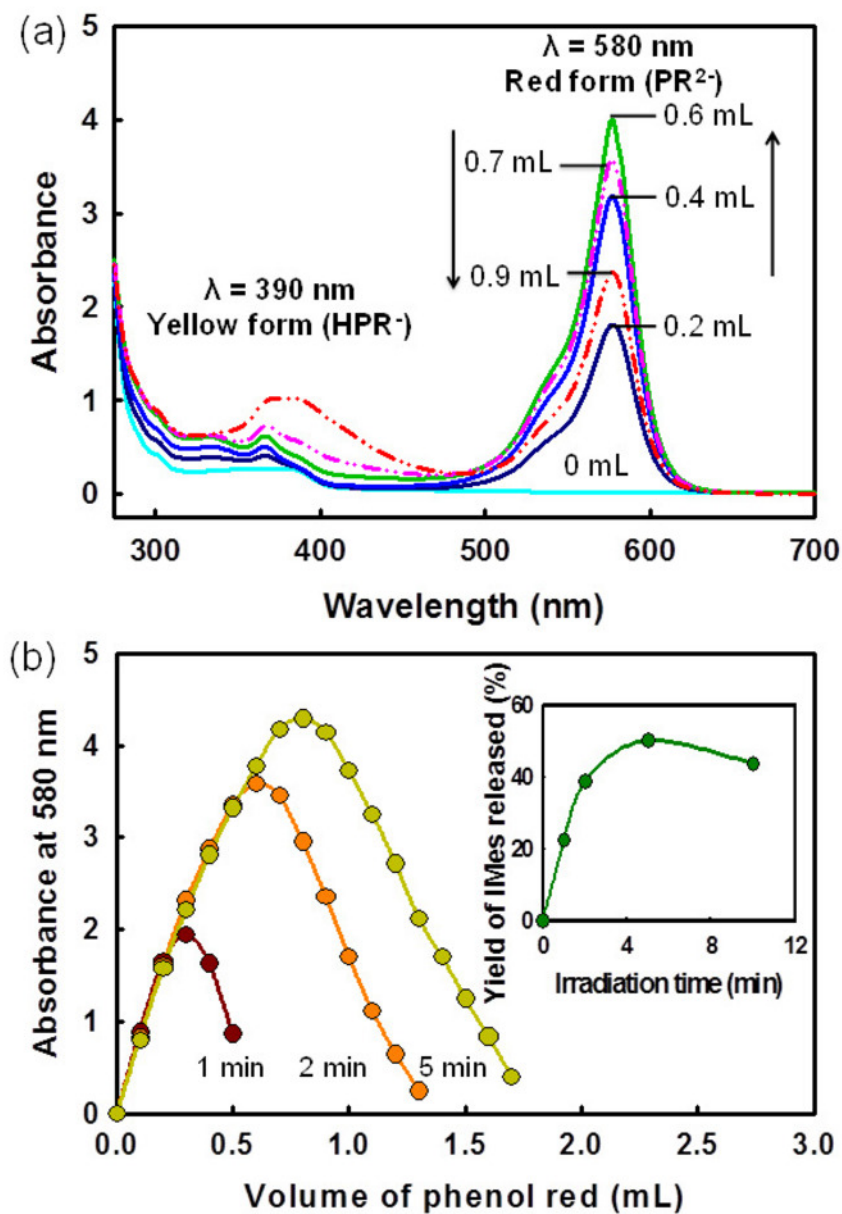 (a)
λ = 580 nm
Red form (PR²⁻)
0.6 mL
0.7 mL
0.4 mL
0.9 mL
0.2 mL
0 mL
λ = 390 nm
Yellow form (HPR⁻)
Absorbance
5
4
3
2
1
0
300 400 500 600 700
Wavelength (nm)
(b)
Absorbance at 580 nm
5
4
3
2
1
0
1 min 2 min 5 min
0.0 0.5 1.0 1.5 2.0 2.5 3.0
Volume of phenol red (mL)
Yield of IMes released (%)
60
40
20
0
0 4 8 12
Irradiation time (min)